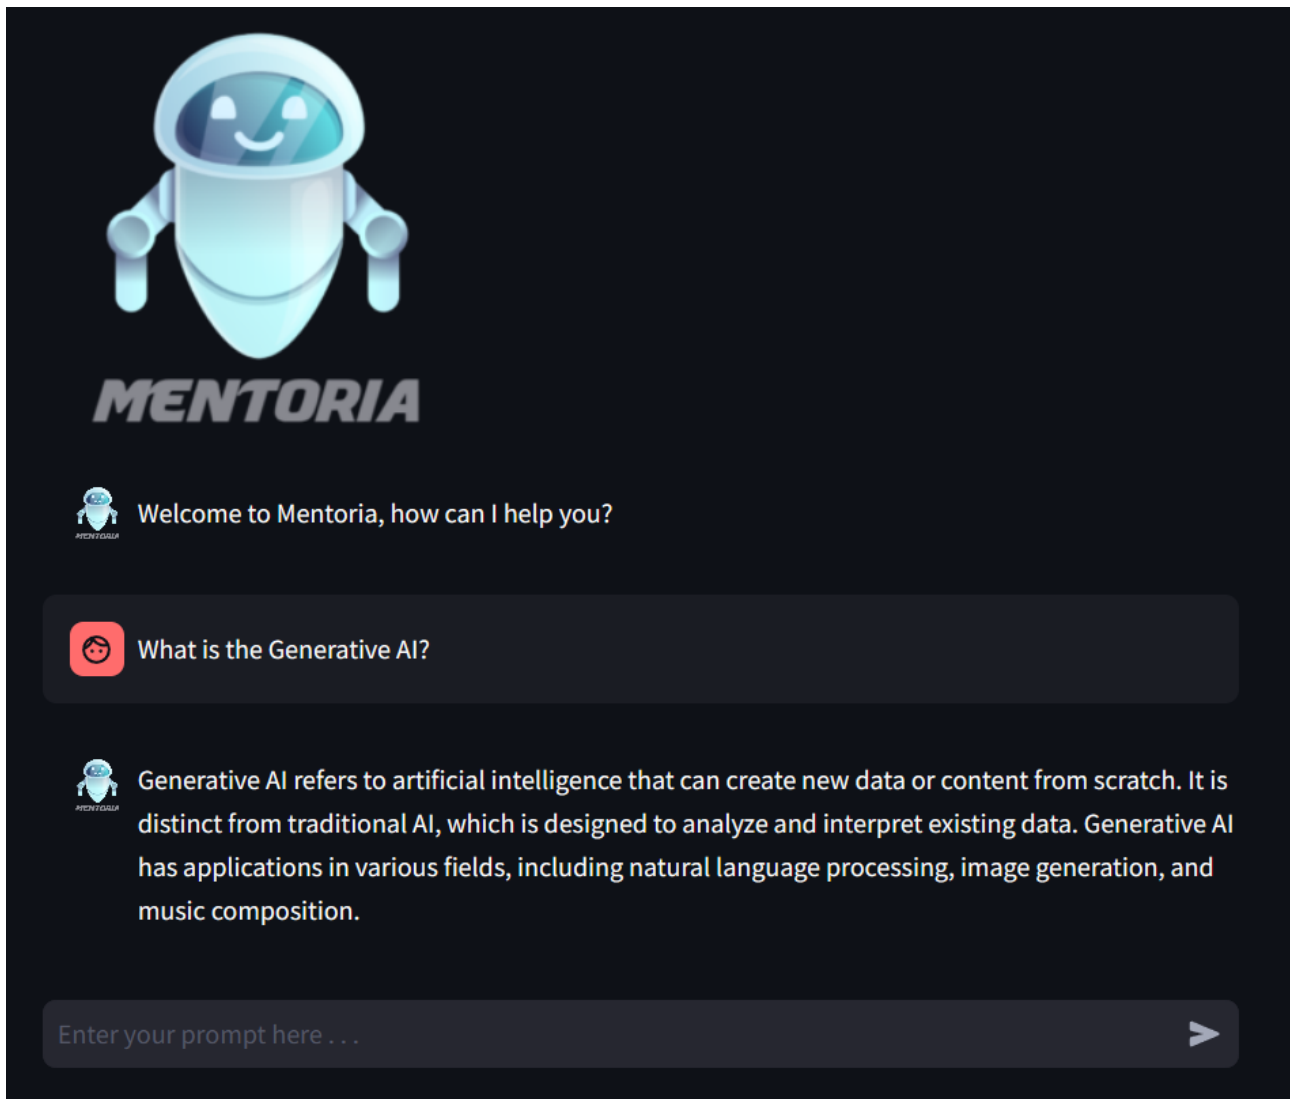 MENTORIA
Welcome to Mentoria, how can I help you?
What is the Generative AI?
Generative AI refers to artificial intelligence that can create new data or content from scratch. It is
distinct from traditional AI, which is designed to analyze and interpret existing data. Generative AI
has applications in various fields, including natural language processing, image generation, and
music composition.
Enter your prompt here . . .